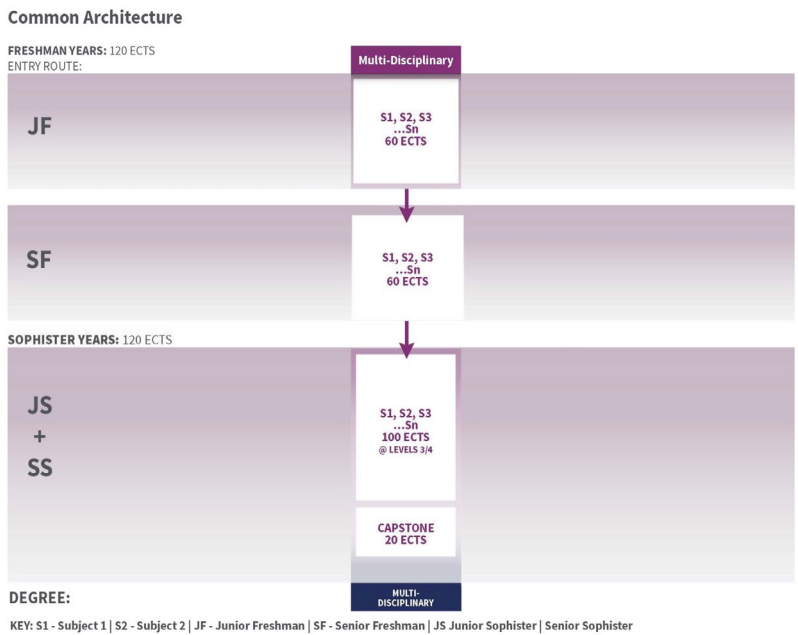 Common Architecture
FRESHMAN YEARS: 120 ECTS
ENTRY ROUTE:
Multi-Disciplinary
JF
S1, S2, S3
...Sn
60 ECTS
SF
S1, S2, S3
...Sn
60 ECTS
SOPHISTER YEARS: 120 ECTS
JS
+
SS
S1, S2, S3
...Sn
100 ECTS
@ LEVELS 3/4
CAPSTONE
20 ECTS
DEGREE:
MULTI-
DISCIPLINARY
KEY: S1 - Subject 1 | S2 - Subject 2 | JF - Junior Freshman | SF - Senior Freshman | JS Junior Sophister | Senior Sophister